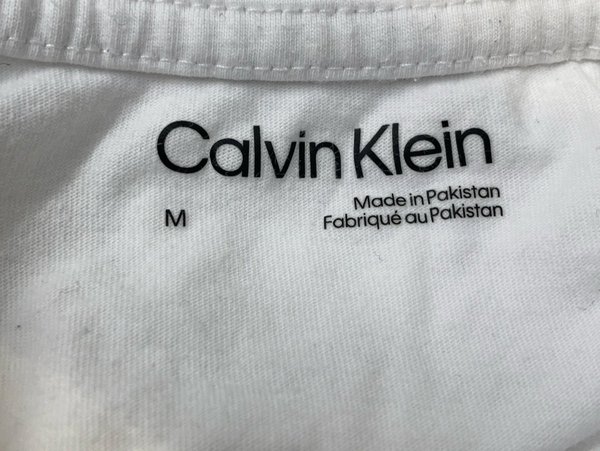 Calvin Klein
M
Made in Pakistan
Fabriqué au Pakistan